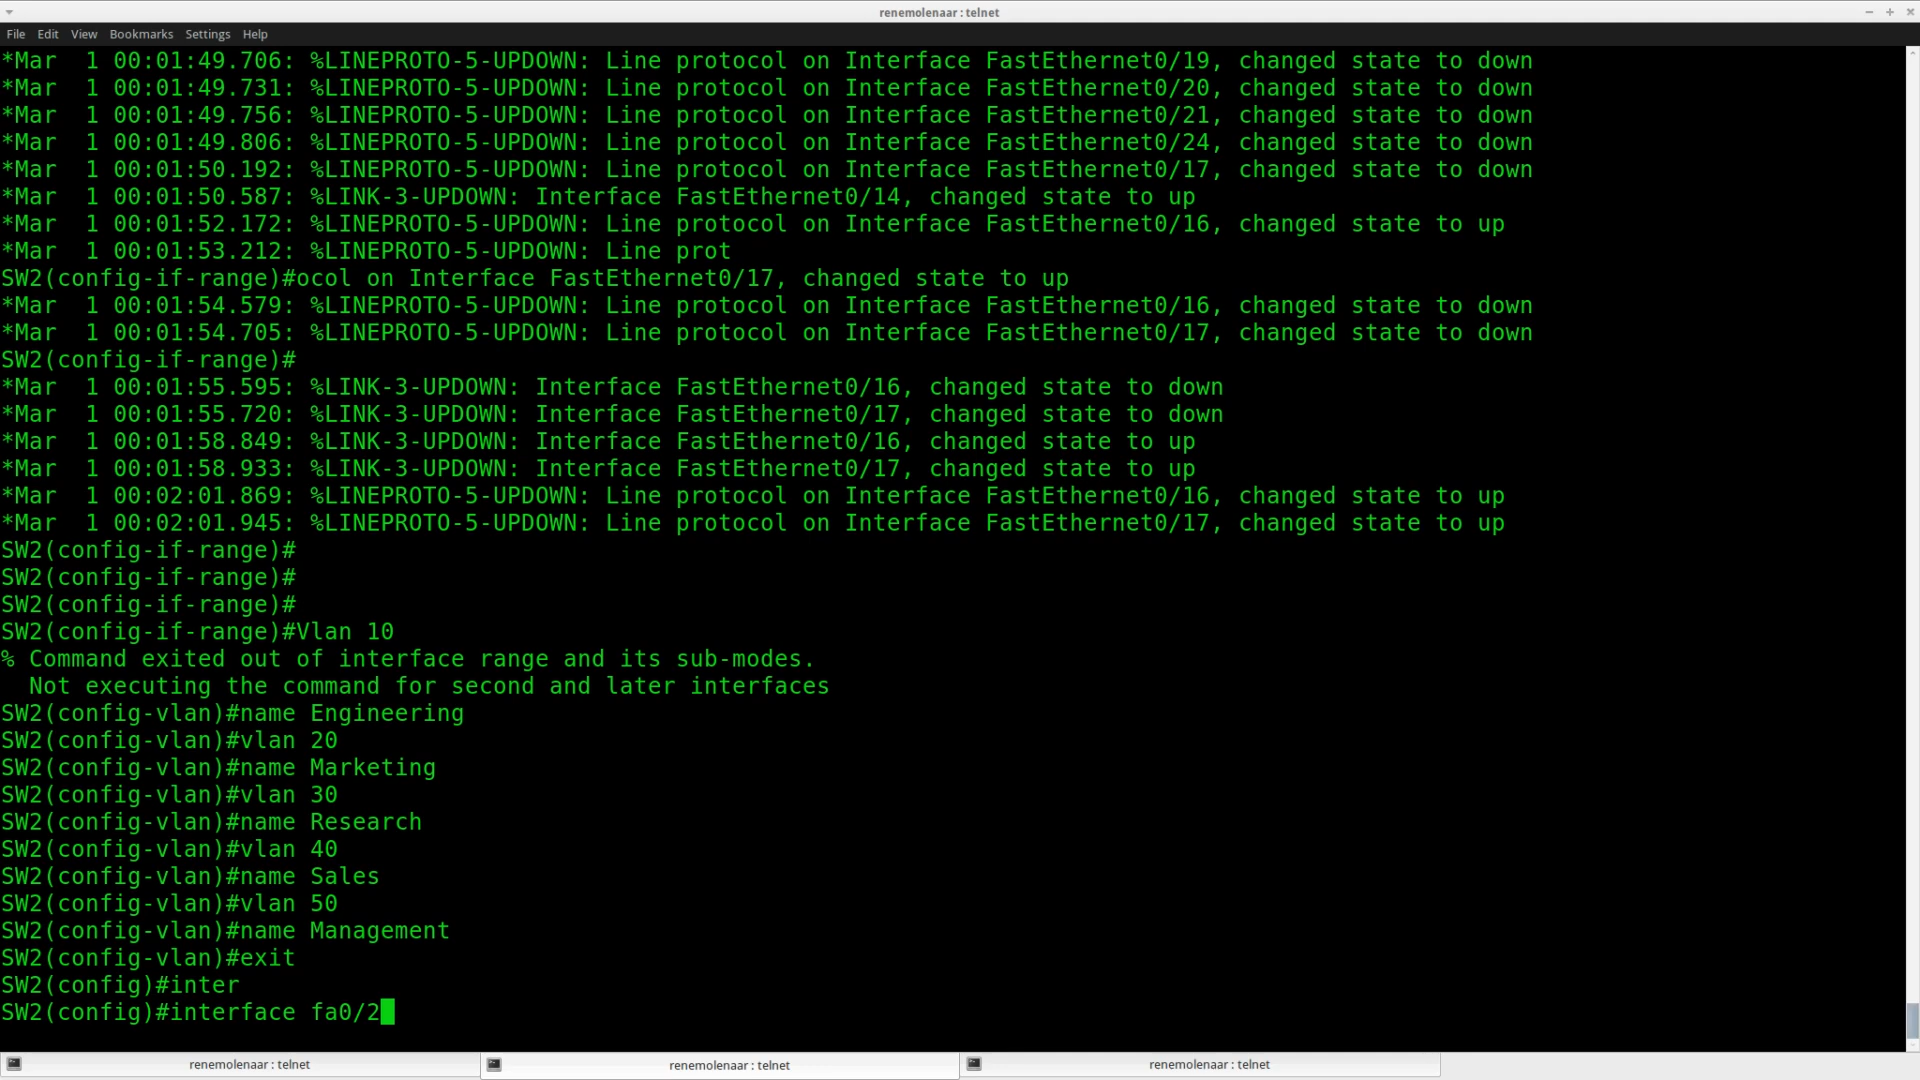 renemolenaar : telnet
File Edit View Bookmarks Settings Help
*Mar  1 00:01:49.706: %LINEPROTO-5-UPDOWN: Line protocol on Interface FastEthernet0/19, changed state to down
*Mar  1 00:01:49.731: %LINEPROTO-5-UPDOWN: Line protocol on Interface FastEthernet0/20, changed state to down
*Mar  1 00:01:49.756: %LINEPROTO-5-UPDOWN: Line protocol on Interface FastEthernet0/21, changed state to down
*Mar  1 00:01:49.806: %LINEPROTO-5-UPDOWN: Line protocol on Interface FastEthernet0/24, changed state to down
*Mar  1 00:01:50.192: %LINEPROTO-5-UPDOWN: Line protocol on Interface FastEthernet0/17, changed state to down
*Mar  1 00:01:50.587: %LINK-3-UPDOWN: Interface FastEthernet0/14, changed state to up
*Mar  1 00:01:52.172: %LINEPROTO-5-UPDOWN: Line protocol on Interface FastEthernet0/16, changed state to up
*Mar  1 00:01:53.212: %LINEPROTO-5-UPDOWN: Line prot
SW2(config-if-range)#ocol on Interface FastEthernet0/17, changed state to up
*Mar  1 00:01:54.579: %LINEPROTO-5-UPDOWN: Line protocol on Interface FastEthernet0/16, changed state to down
*Mar  1 00:01:54.705: %LINEPROTO-5-UPDOWN: Line protocol on Interface FastEthernet0/17, changed state to down
SW2(config-if-range)#
*Mar  1 00:01:55.595: %LINK-3-UPDOWN: Interface FastEthernet0/16, changed state to down
*Mar  1 00:01:55.720: %LINK-3-UPDOWN: Interface FastEthernet0/17, changed state to down
*Mar  1 00:01:58.849: %LINK-3-UPDOWN: Interface FastEthernet0/16, changed state to up
*Mar  1 00:01:58.933: %LINK-3-UPDOWN: Interface FastEthernet0/17, changed state to up
*Mar  1 00:02:01.869: %LINEPROTO-5-UPDOWN: Line protocol on Interface FastEthernet0/16, changed state to up
*Mar  1 00:02:01.945: %LINEPROTO-5-UPDOWN: Line protocol on Interface FastEthernet0/17, changed state to up
SW2(config-if-range)#
SW2(config-if-range)#
SW2(config-if-range)#
SW2(config-if-range)#Vlan 10
% Command exited out of interface range and its sub-modes.
  Not executing the command for second and later interfaces
SW2(config-vlan)#name Engineering
SW2(config-vlan)#vlan 20
SW2(config-vlan)#name Marketing
SW2(config-vlan)#vlan 30
SW2(config-vlan)#name Research
SW2(config-vlan)#vlan 40
SW2(config-vlan)#name Sales
SW2(config-vlan)#vlan 50
SW2(config-vlan)#name Management
SW2(config-vlan)#exit
SW2(config)#inter
SW2(config)#interface fa0/2
renemolenaar : telnet renemolenaar : telnet renemolenaar : telnet